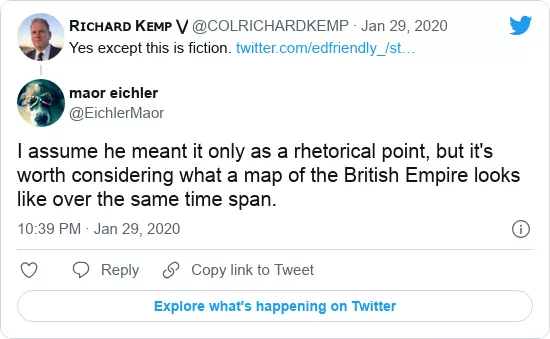 Rɪᴄʜᴀʀᴅ Kᴇᴍᴘ ⋁ @COLRICHARDKEMP · Jan 29, 2020
Yes except this is fiction. twitter.com/edfriendly_/st…
maor eichler
@EichlerMaor
I assume he meant it only as a rhetorical point, but it's
worth considering what a map of the British Empire looks
like over the same time span.
10:39 PM · Jan 29, 2020
Reply
Copy link to Tweet
Explore what's happening on Twitter